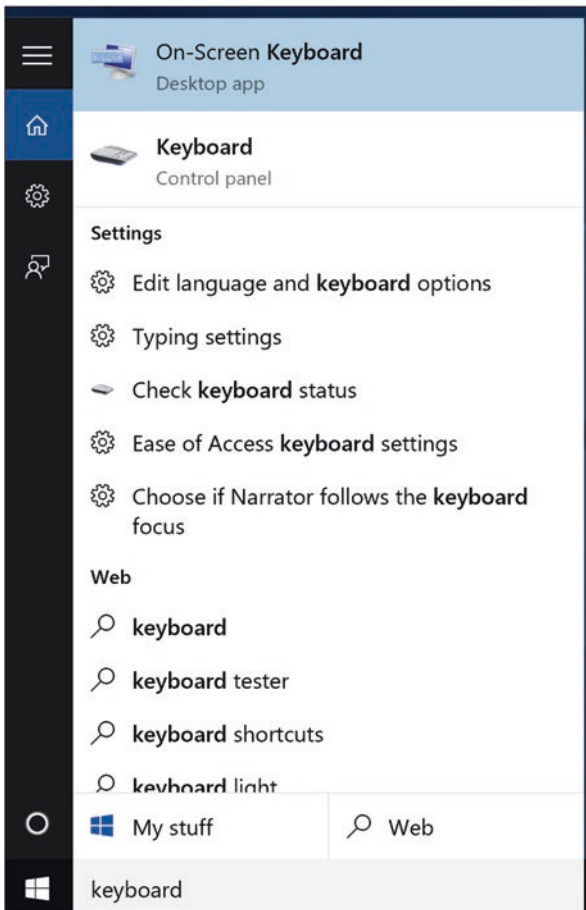 On-Screen Keyboard
Desktop app
Keyboard
Control panel
Settings
Edit language and keyboard options
Typing settings
Check keyboard status
Ease of Access keyboard settings
Choose if Narrator follows the keyboard
focus
Web
keyboard
keyboard tester
keyboard shortcuts
keyboard light
My stuff
Web
keyboard